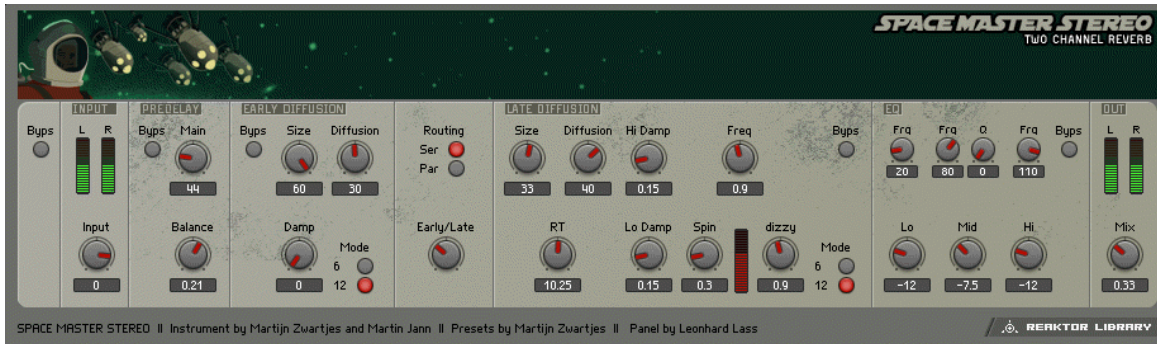 SPACE MASTER STEREO
TWO CHANNEL REVERB
INPUT PREDELAY EARLY DIFFUSION LATE DIFFUSION EQ OUT
Byps L R Byps Main Byps Size Diffusion Routing Size Diffusion Hi Damp Freq Byps Frq Frq Q Frq Byps L R
Ser
Par
44 60 30 33 40 0.15 0.9 20 80 0 110
Input Balance Damp Early/Late RT Lo Damp Spin dizzy Lo Mid Hi Mix
Mode Mode
6 6
12 12
0 0.21 0 10.25 0.15 0.3 0.9 -12 -7.5 -12 0.33
SPACE MASTER STEREO II Instrument by Martijn Zwartjes and Martin Jann II Presets by Martijn Zwartjes II Panel by Leonhard Lass REAKTOR LIBRARY